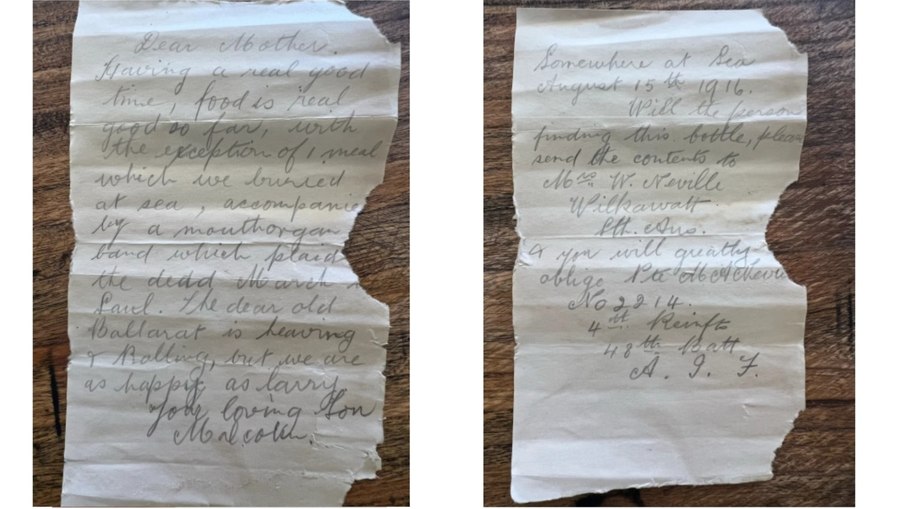 Dear Mother.
Having a real good
time, food is real
good so far, with
the exception of 1 meal
which we buried
at sea, accompanie
by a mouthorgan
band which plaid
the dead March
Saul. The dear old
Ballarat is heaving
& Rolling, but we are
as happy as larry
Your loving Son
Malcolm.
Somewhere at Sea
August 15th 1916.
Will the person
finding this bottle, pleas
send the contents to
Mrs W. Neville
Wilkawatt
Sth. Aus.
& you will greatly
oblige Pte M A
No 2914.
4th Reinft
48th Batt
A. I. F.